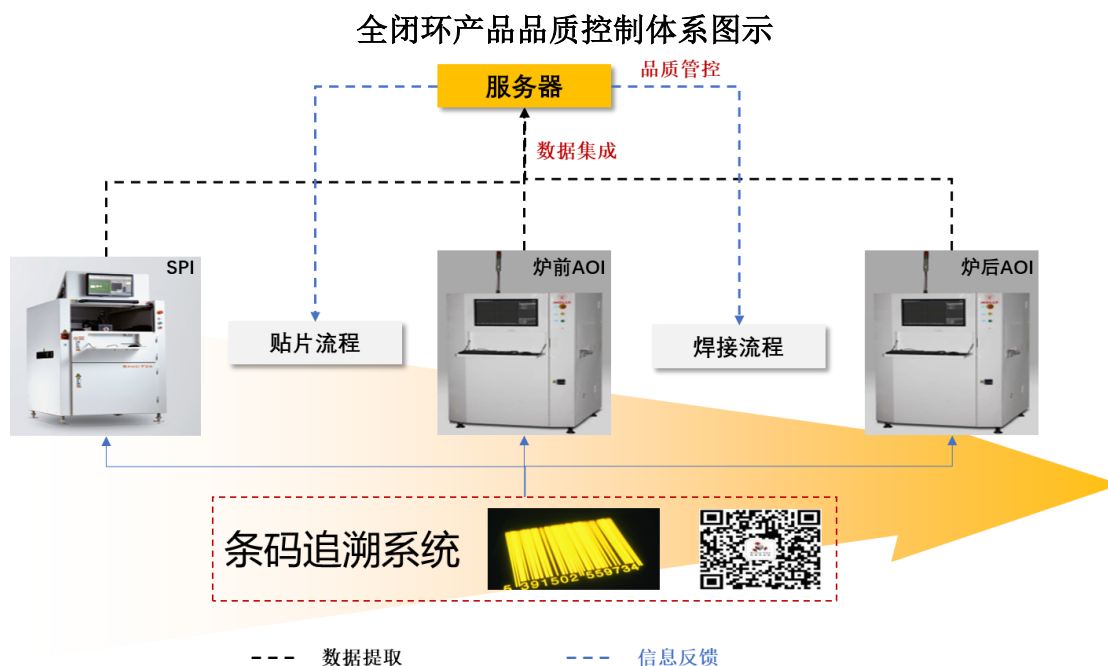 全闭环产品品质控制体系图示
服务器
品质管控
数据集成
SPI
炉前AOI
炉后AOI
贴片流程
焊接流程
条码追溯系统
5 391502 559734
数据提取
信息反馈